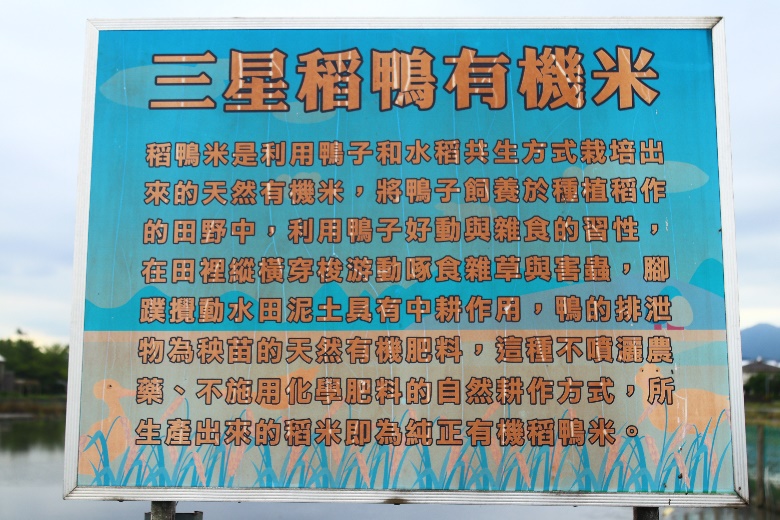 三星稻鴨有機米
稻鴨米是利用鴨子和水稻共生方式栽培出
來的天然有機米，將鴨子飼養於種植稻作
的田野中，利用鴨子好動與雜食的習性，
在田裡縱橫穿梭游動啄食雜草與害蟲，腳
蹼攪動水田泥土具有中耕作用，鴨的排泄
物為秧苗的天然有機肥料，這種不噴灑農
藥、不施用化學肥料的自然耕作方式，所
生產出來的稻米即為純正有機稻鴨米。